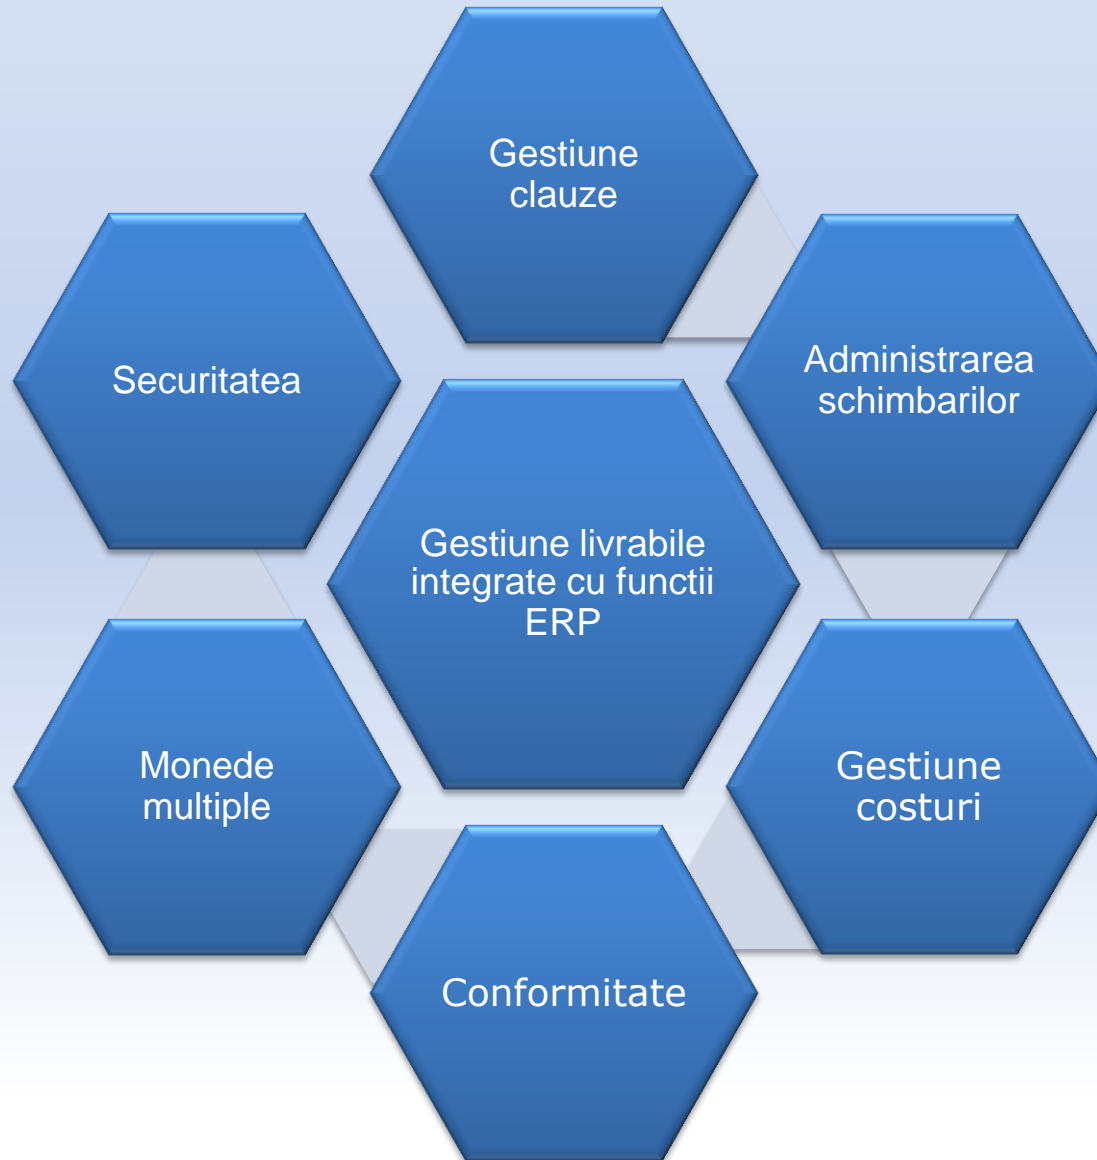 Gestiune
clauze
Securitatea
Administrarea
schimbarilor
Gestiune livrabile
integrate cu functii
ERP
Monede
multiple
Gestiune
costuri
Conformitate